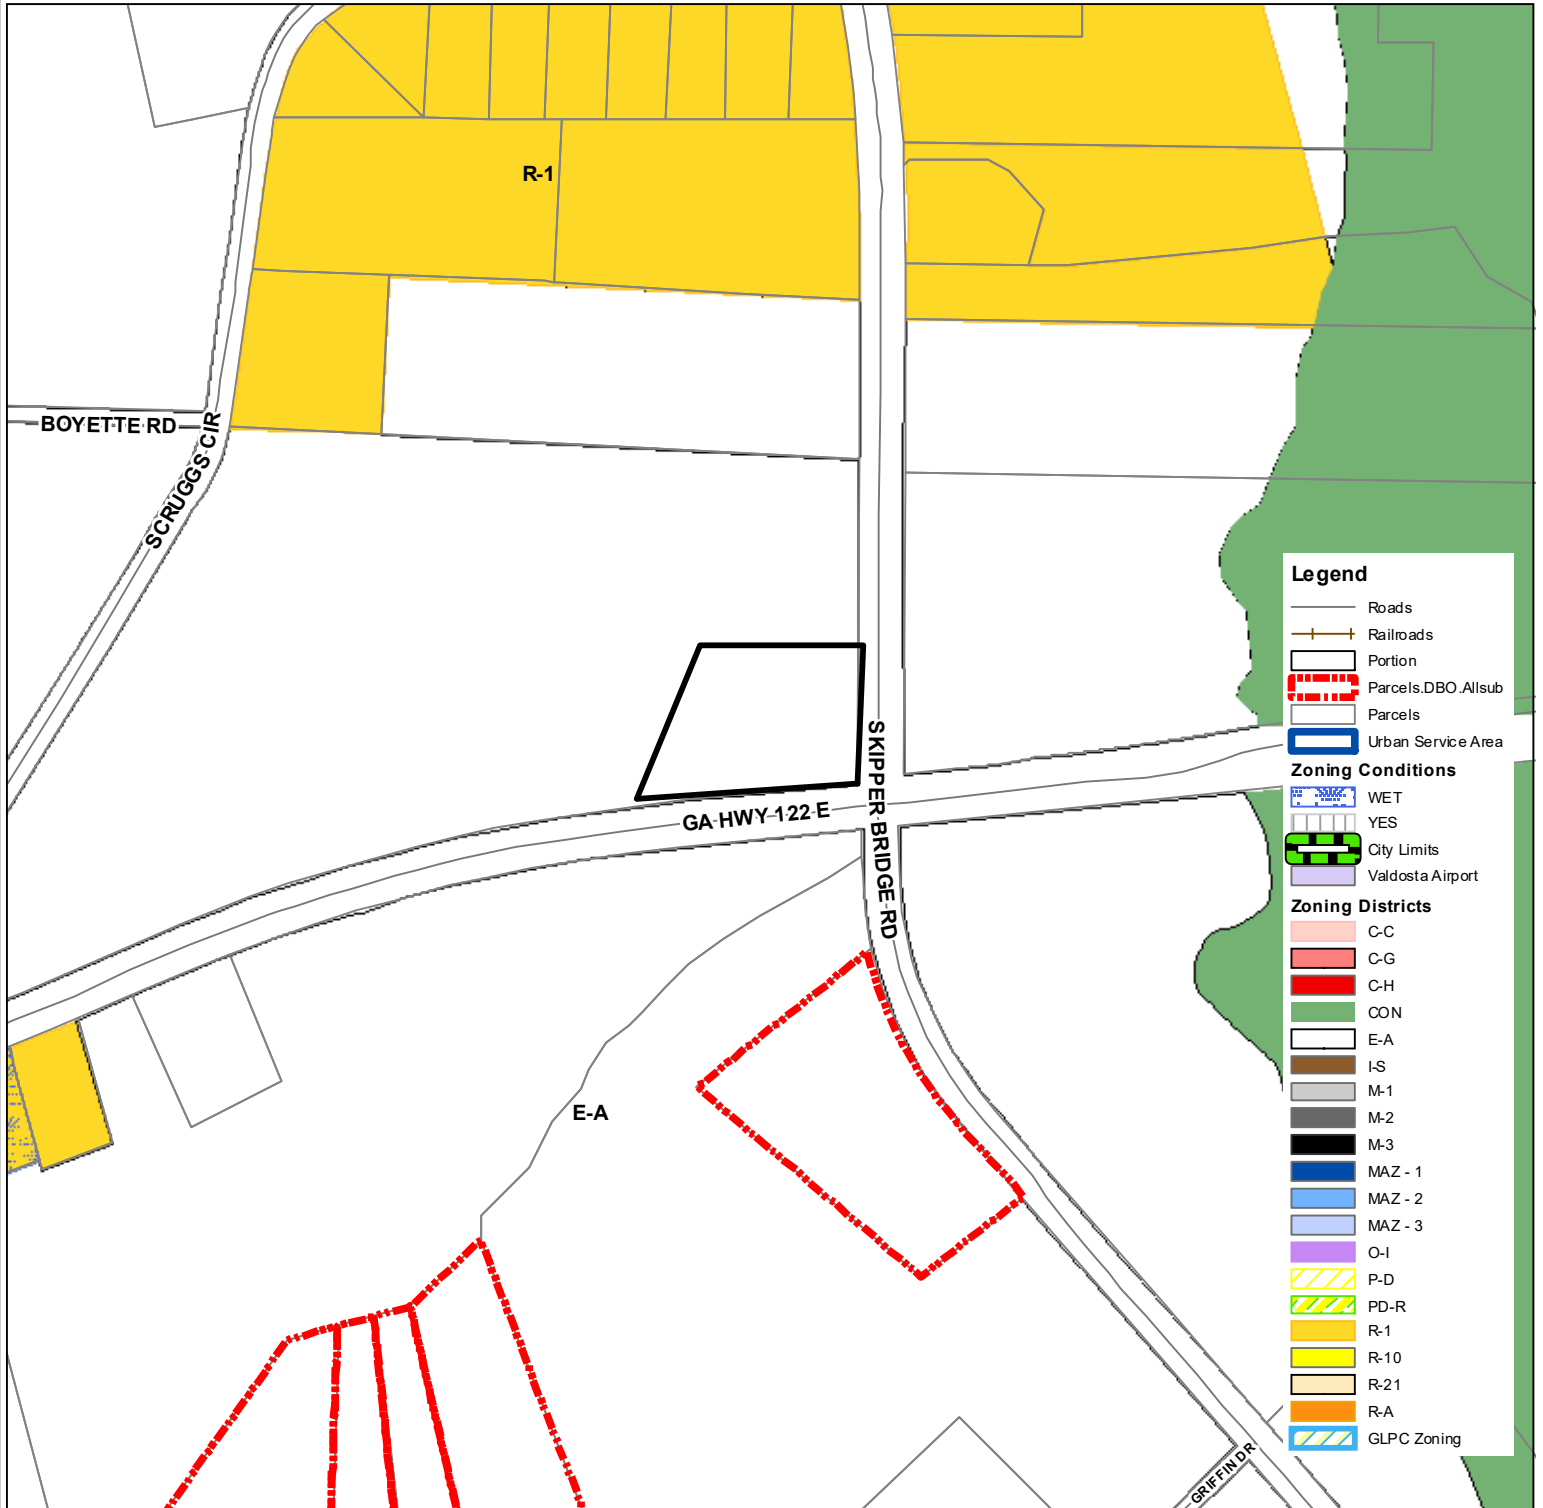 R-1
BOYETTE RD
SCRUGGS CIR
SKIPPER BRIDGE RD
GA HWY 122 E
E-A
GRIFFIN DR
Legend
Roads
Railroads
Portion
Parcels.DBO.Allsub
Parcels
Urban Service Area
Zoning Conditions
WET
YES
City Limits
Valdosta Airport
Zoning Districts
C-C
C-G
C-H
CON
E-A
I-S
M-1
M-2
M-3
MAZ - 1
MAZ - 2
MAZ - 3
O-I
P-D
PD-R
R-1
R-10
R-21
R-A
GLPC Zoning